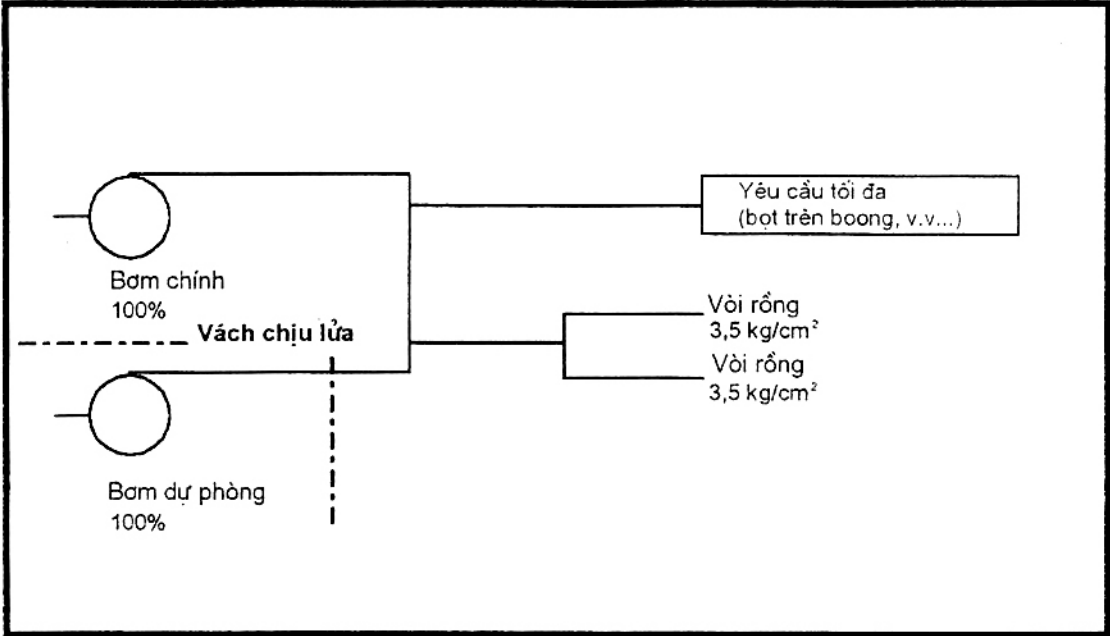 Yêu cầu tối đa
(bọt trên boong, v.v...)
Bơm chính
100%
Vòi rồng
3,5 kg/cm²
Vách chịu lửa
Vòi rồng
3,5 kg/cm²
Bơm dự phòng
100%